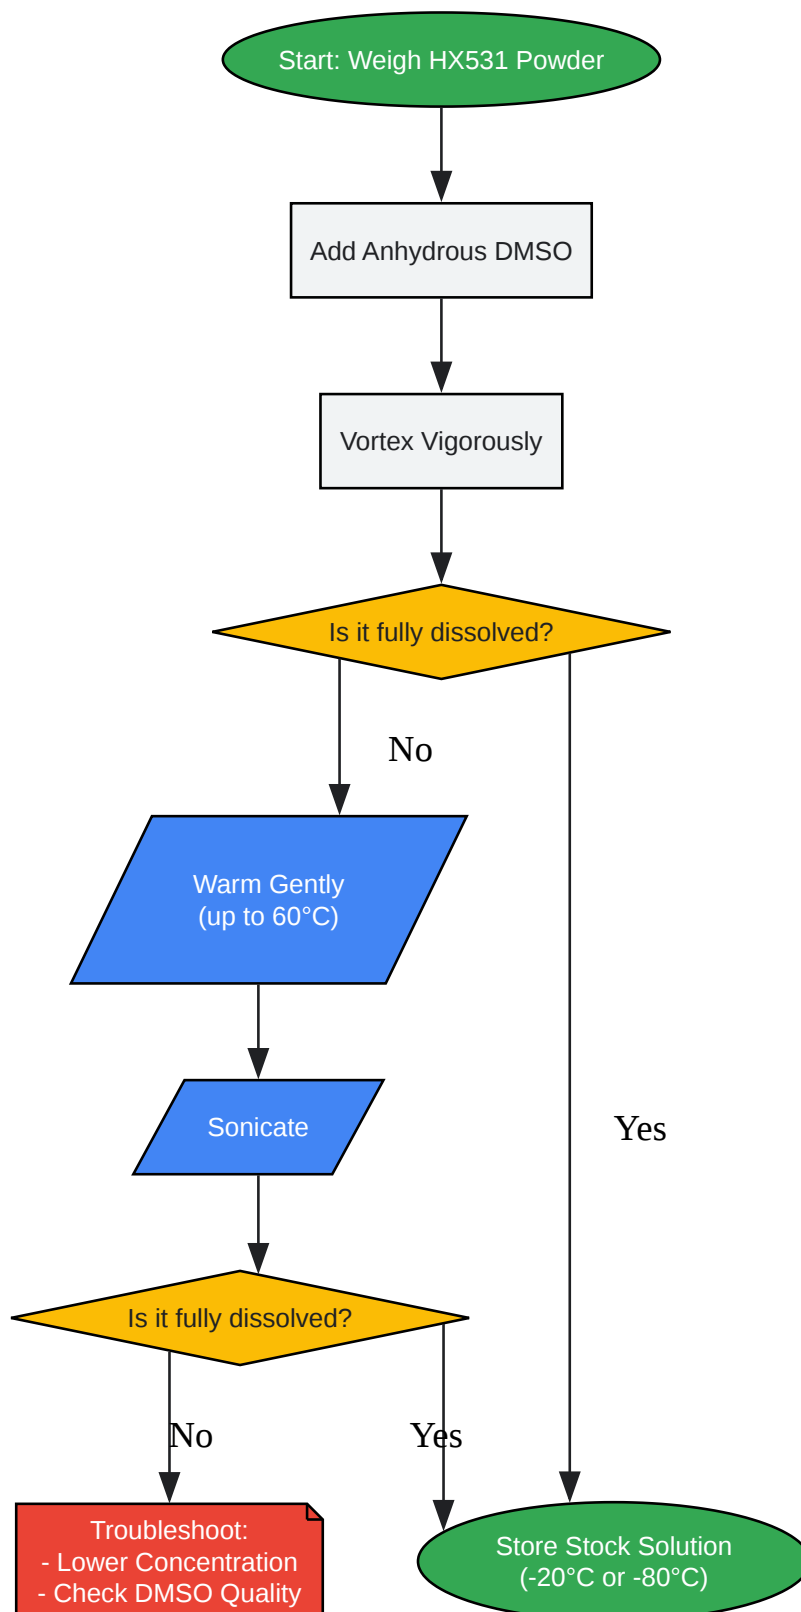 Start: Weigh HX531 Powder
Add Anhydrous DMSO
Vortex Vigorously
Is it fully dissolved?
No
Warm Gently
(up to 60°C)
Sonicate
Yes
Is it fully dissolved?
No
Yes
Troubleshoot:
- Lower Concentration
- Check DMSO Quality
Store Stock Solution
(-20°C or -80°C)